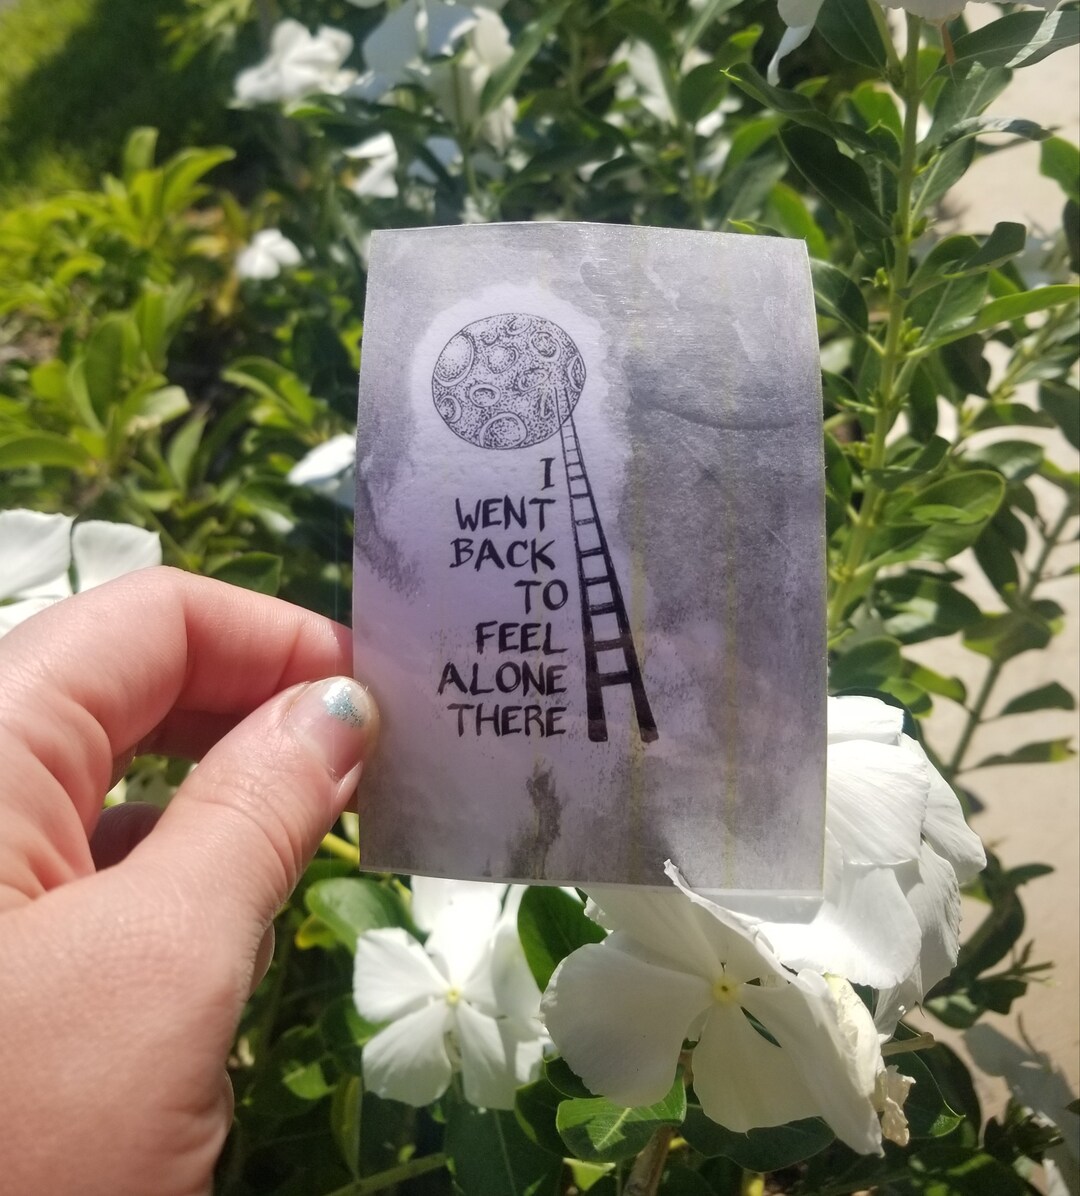 I
WENT
BACK
TO
FEEL
ALONE
THERE